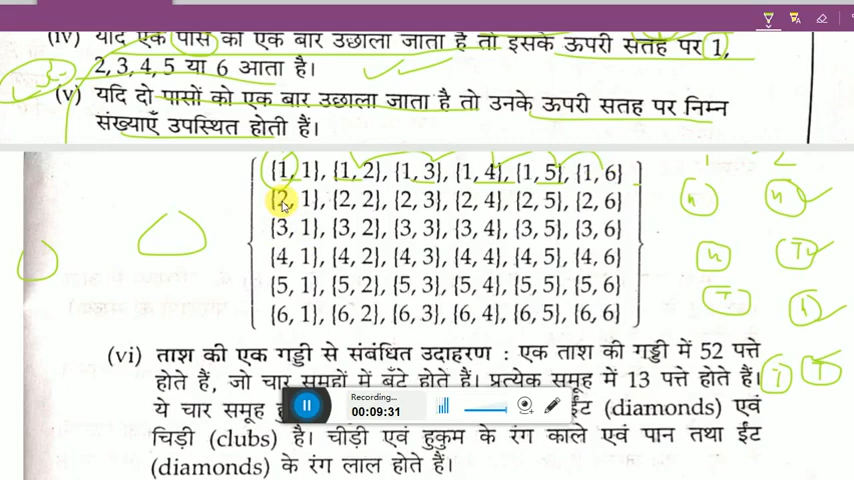 (iv) यदि एक पासे को एक बार उछाला जाता है तो इसके ऊपरी सतह पर 1,
2, 3, 4, 5 या 6 आता है।
(v) यदि दो पासों को एक बार उछाला जाता है तो उनके ऊपरी सतह पर निम्न
संख्याएँ उपस्थित होती हैं।
{1, 1}, {1, 2}, {1, 3}, {1, 4}, {1, 5}, {1, 6}
{2, 1}, {2, 2}, {2, 3}, {2, 4}, {2, 5}, {2, 6}
{3, 1}, {3, 2}, {3, 3}, {3, 4}, {3, 5}, {3, 6}
{4, 1}, {4, 2}, {4, 3}, {4, 4}, {4, 5}, {4, 6}
{5, 1}, {5, 2}, {5, 3}, {5, 4}, {5, 5}, {5, 6}
{6, 1}, {6, 2}, {6, 3}, {6, 4}, {6, 5}, {6, 6}
h h
h T
T h
T T
(vi) ताश की एक गड्डी से संबंधित उदाहरण : एक ताश की गड्डी में 52 पत्ते
होते हैं, जो चार समूहों में बँटे होते हैं। प्रत्येक समूह में 13 पत्ते होते हैं।
ये चार समूह ईंट (diamonds) एवं
Recording...
00:09:31
चिड़ी (clubs) है। चीड़ी एवं हुकुम के रंग काले एवं पान तथा ईंट
(diamonds) के रंग लाल होते हैं।